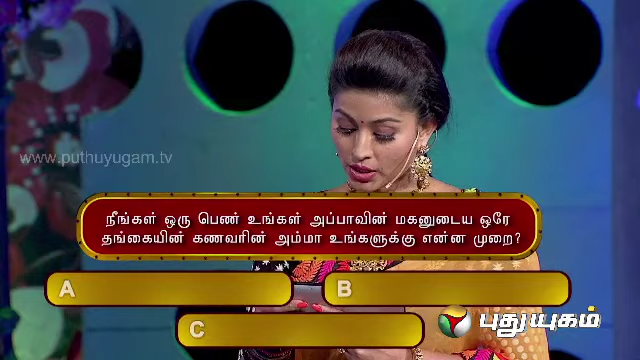 www.puthuyugam.tv
நீங்கள் ஒரு பெண் உங்கள் அப்பாவின் மகனுடைய ஒரே
தங்கையின் கணவரின் அம்மா உங்களுக்கு என்ன முறை?
A
B
C
புதுயுகம்